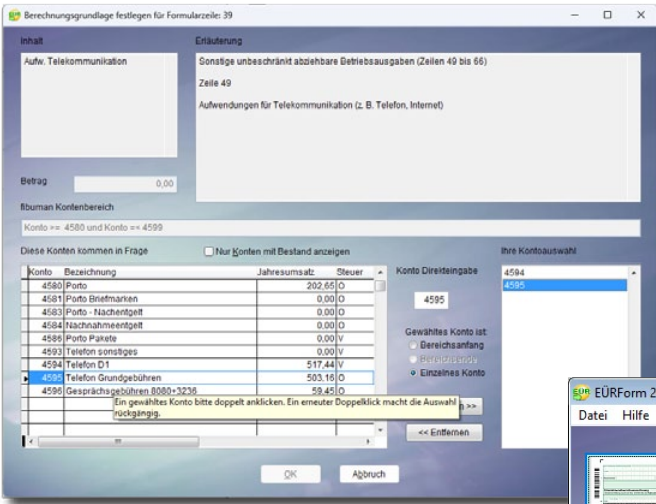 Berechnungsgrundlage festlegen für Formularzeile: 39
Inhalt
Erläuterung
Aufw. Telekommunikation
Sonstige unbeschränkt abziehbare Betriebsausgaben (Zeilen 49 bis 66)
Zeile 49
Aufwendungen für Telekommunikation (z. B. Telefon, Internet)
Betrag
0,00
fibuman Kontenbereich
Konto >= 4580 und Konto =< 4599
Diese Konten kommen in Frage
Nur Konten mit Bestand anzeigen
Konto Direkteingabe
Ihre Kontoauswahl
Konto Bezeichnung Jahresumsatz Steuer
4580 Porto 202,65 O
4581 Porto Briefmarken 0,00 O
4583 Porto - Nachentgelt 0,00 O
4584 Nachnahmeentgelt 0,00 O
4586 Porto Pakete 0,00 V
4593 Telefon sonstiges 0,00 V
4594 Telefon D1 517,44 V
4595 Telefon Grundgebühren 503,16 O
4596 Gesprächsgebühren 8080+3236 59,45 O
Ein gewähltes Konto bitte doppelt anklicken. Ein erneuter Doppelklick macht die Auswahl
rückgängig.
4595
Gewähltes Konto ist
Bereichsanfang
Bereichsende
Einzelnes Konto
>>
<< Entfernen
4594
4595
OK
Abbruch
EÜRForm 2
Datei Hilfe